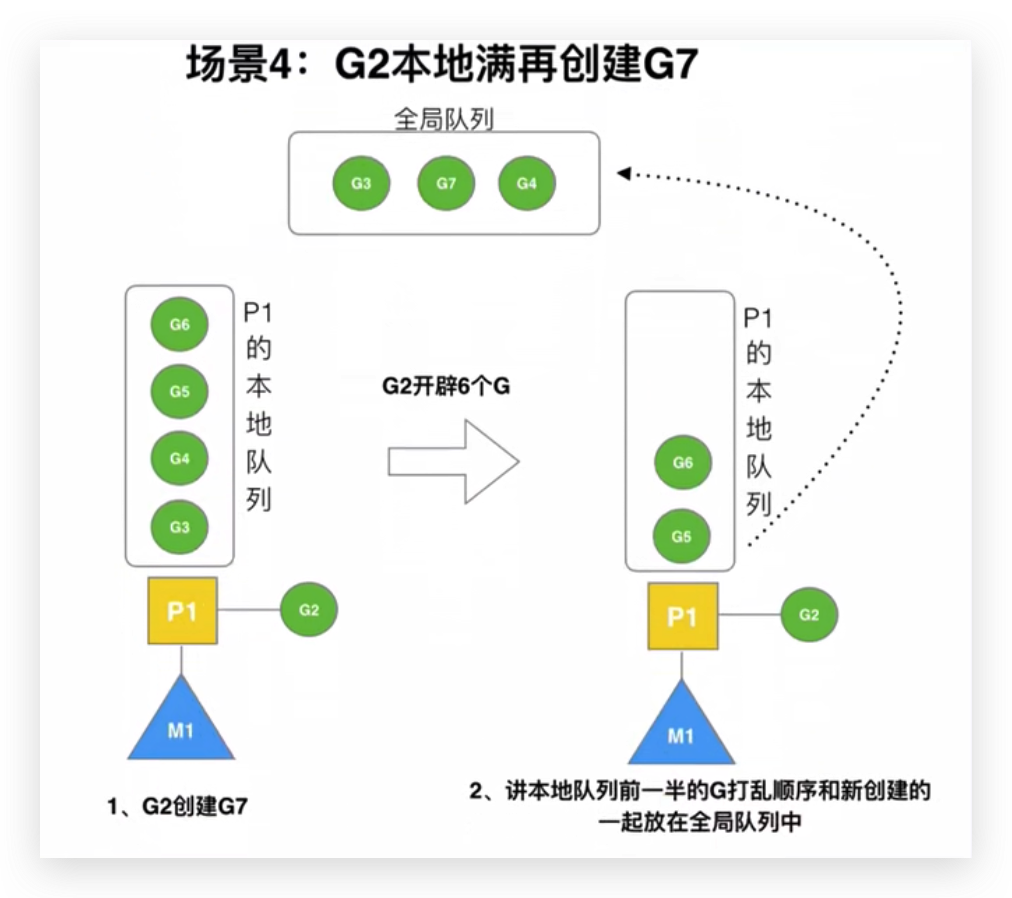 场景4：G2本地满再创建G7
全局队列
G3
G7
G4
G6
G5
G4
G3
P1
的
本
地
队
列
P1
G2
M1
1、G2创建G7
G2开辟6个G
G6
G5
P1
的
本
地
队
列
P1
G2
M1
2、讲本地队列前一半的G打乱顺序和新创建的
一起放在全局队列中